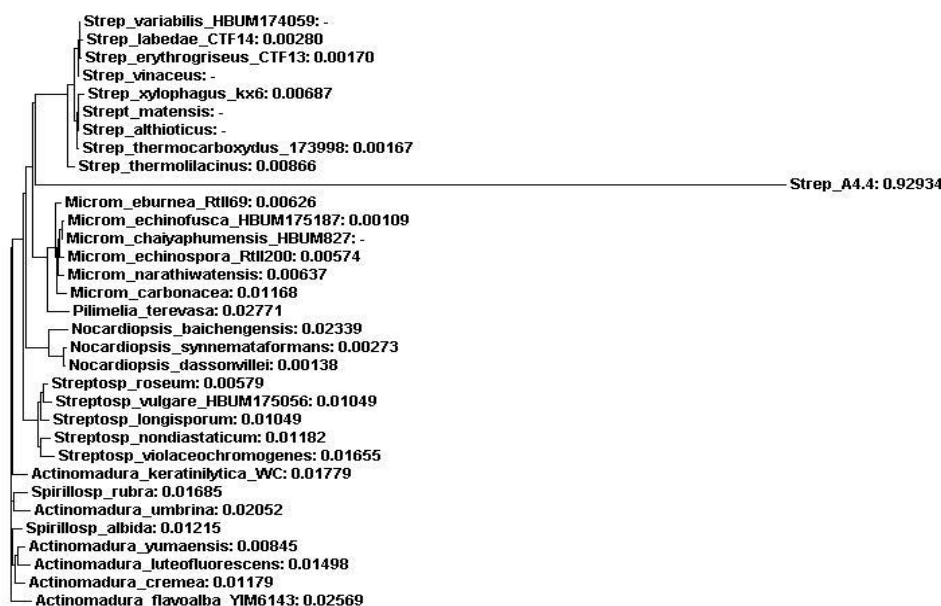 Strep_variabilis_HBUM174059: -
Strep_labedae_CTF14: 0.00280
Strep_erythrogriseus_CTF13: 0.00170
Strep_vinaceus: -
Strep_xylophagus_kx6: 0.00687
Strept_matensis: -
Strep_althioticus: -
Strep_thermocarboxydus_173998: 0.00167
Strep_thermolilacinus: 0.00866
Strep_A4.4: 0.92934
Microm_eburnea_RtII69: 0.00626
Microm_echinofusca_HBUM175187: 0.00109
Microm_chaiyaphumensis_HBUM827: -
Microm_echinospora_RtII200: 0.00574
Microm_narathiwatensis: 0.00637
Microm_carbonacea: 0.01168
Pilimelia_terevasa: 0.02771
Nocardiopsis_baichengensis: 0.02339
Nocardiopsis_synnemataformans: 0.00273
Nocardiopsis_dassonvillei: 0.00138
Streptosp_roseum: 0.00579
Streptosp_vulgare_HBUM175056: 0.01049
Streptosp_longisporum: 0.01049
Streptosp_nondiastaticum: 0.01182
Streptosp_violaceochromogenes: 0.01655
Actinomadura_keratinilytica_WC: 0.01779
Spirillosp_rubra: 0.01685
Actinomadura_umbrina: 0.02052
Spirillosp_albida: 0.01215
Actinomadura_yumaensis: 0.00845
Actinomadura_luteofluorescens: 0.01498
Actinomadura_cremea: 0.01179
Actinomadura_flavoalba_YIM6143: 0.02569